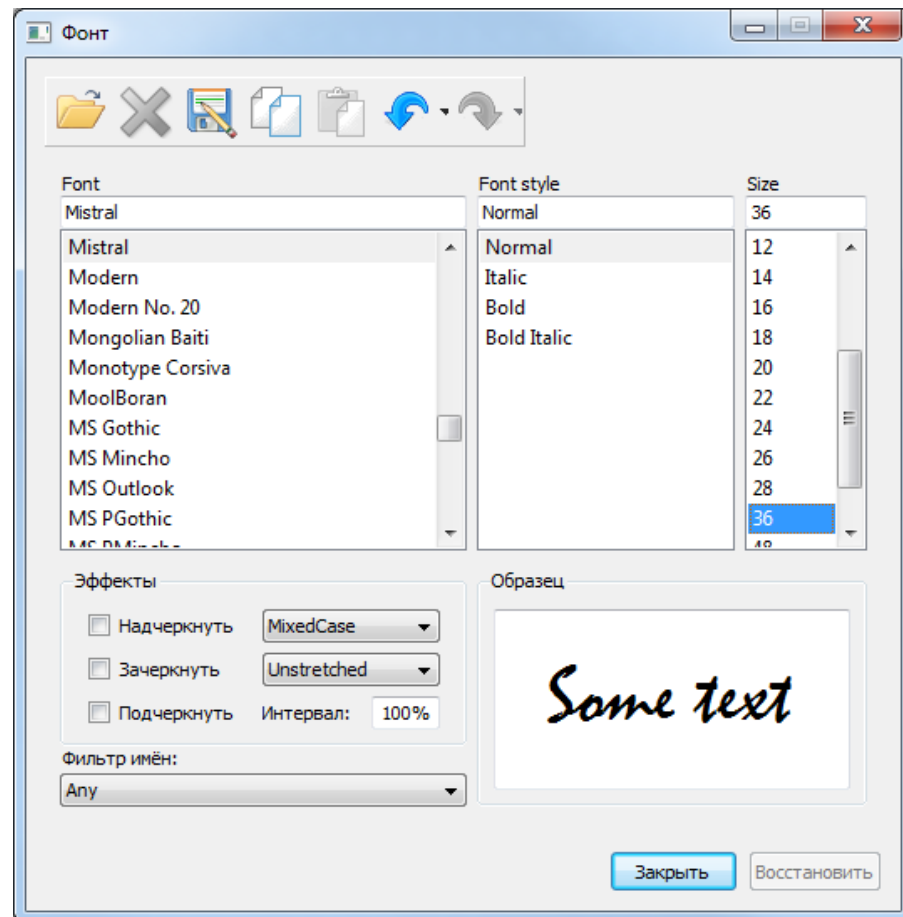 Фонт
Font Font style Size
Mistral Normal 36
Mistral Normal 12
Modern Italic 14
Modern No. 20 Bold 16
Mongolian Baiti Bold Italic 18
Monotype Corsiva 20
MoolBoran 22
MS Gothic 24
MS Mincho 26
MS Outlook 28
MS PGothic 36
MS PMincho 48
Эффекты Образец
Надчеркнуть MixedCase
Зачеркнуть Unstretched
Подчеркнуть Интервал: 100%
Some text
Фильтр имён:
Any
Закрыть Восстановить